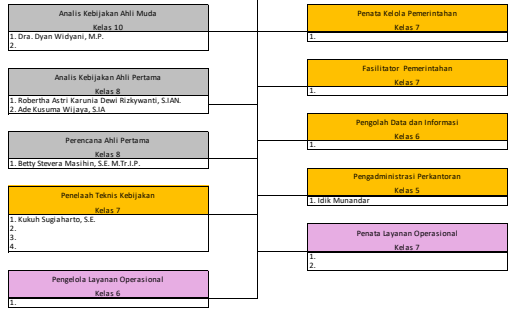 Analis Kebijakan Ahli Muda
Kelas 10
1. Dra. Dyan Widyani, M.P.
2.
Analis Kebijakan Ahli Pertama
Kelas 8
1. Robertha Astri Karunia Dewi Rizkywanti, S.IAN.
2. Ade Kusuma Wijaya, S.IA
Perencana Ahli Pertama
Kelas 8
1. Betty Stevera Masihin, S.E. M.Tr.I.P.
Penelaah Teknis Kebijakan
Kelas 7
1. Kukuh Sugiaharto, S.E.
2.
3.
4.
Pengelola Layanan Operasional
Kelas 6
1.
Penata Kelola Pemerintahan
Kelas 7
1.
Fasilitator Pemerintahan
Kelas 7
1.
Pengolah Data dan Informasi
Kelas 6
1.
Pengadministrasi Perkantoran
Kelas 5
1. Idik Munandar
Penata Layanan Operasional
Kelas 7
1.
2.